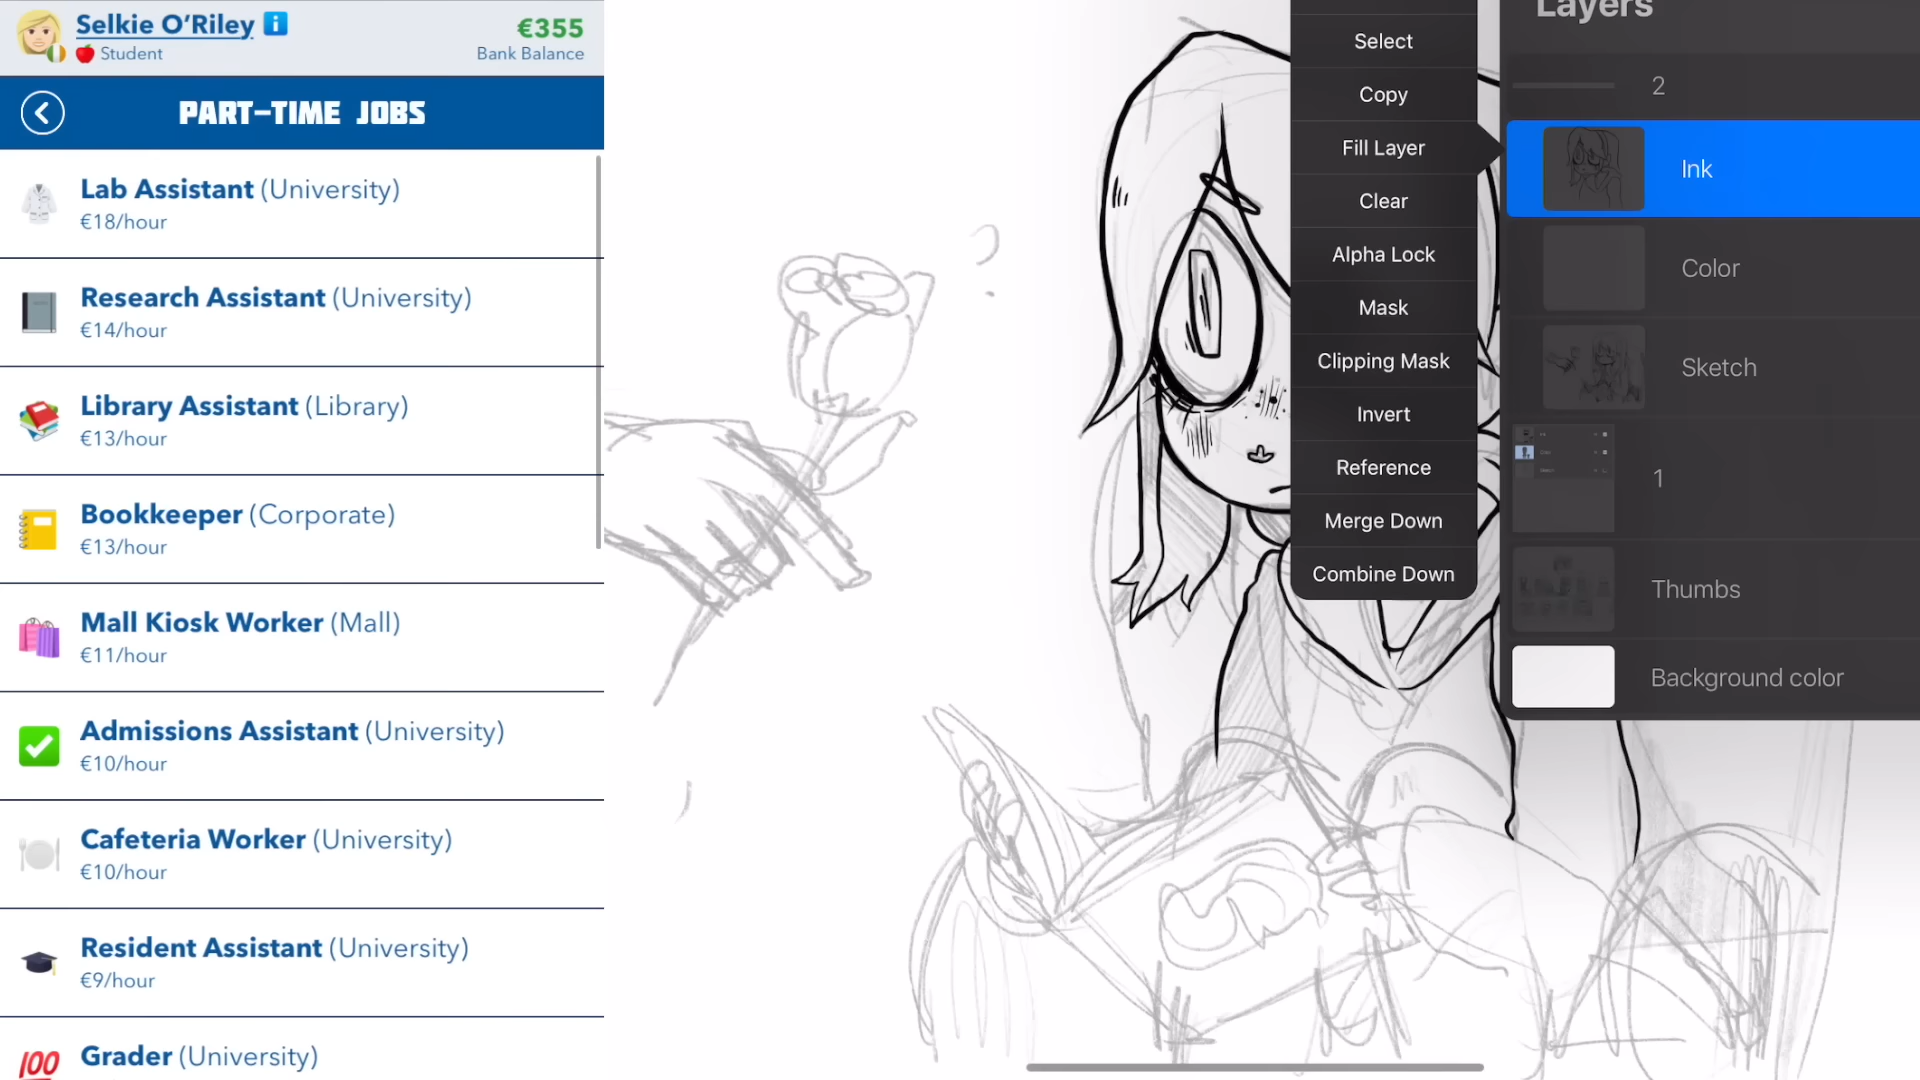 Selkie O'Riley
Student
€355
Bank Balance
PART-TIME JOBS
Lab Assistant (University)
€18/hour
Research Assistant (University)
€14/hour
Library Assistant (Library)
€13/hour
Bookkeeper (Corporate)
€13/hour
Mall Kiosk Worker (Mall)
€11/hour
Admissions Assistant (University)
€10/hour
Cafeteria Worker (University)
€10/hour
Resident Assistant (University)
€9/hour
100
Grader (University)
Select
Copy
Fill Layer
Clear
Alpha Lock
Mask
Clipping Mask
Invert
Reference
Merge Down
Combine Down
Layers
2
Ink
Color
Sketch
1
Thumbs
Background color